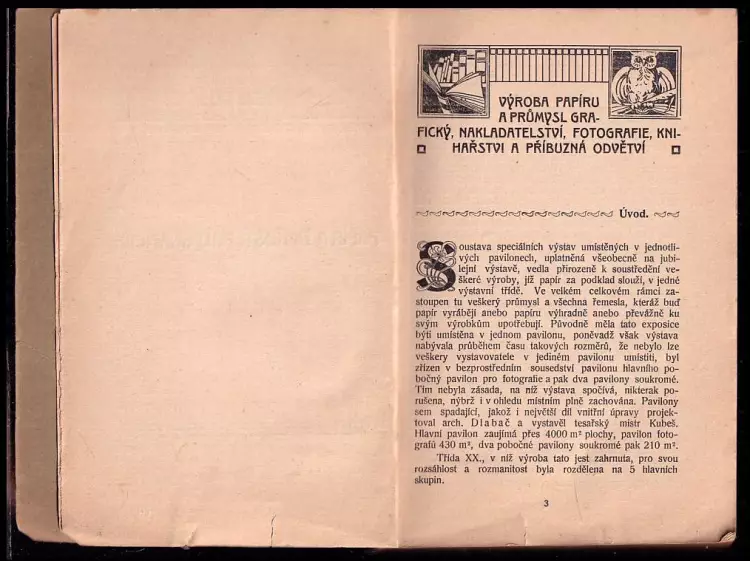 VÝROBA PAPÍRU
A PRŮMYSL GRA-
FICKÝ, NAKLADATELSTVÍ, FOTOGRAFIE, KNI-
HAŘSTVI A PŘÍBUZNÁ ODVĚTVÍ
Úvod.
Soustava speciálních výstav umístěných v jednotli-
vých pavilonech, uplatněná všeobecně na jubi-
lejní výstavě, vedla přirozeně k soustředění ve-
škeré výroby, jíž papír za podklad slouží, v jedné
výstavní třídě. Ve velkém celkovém rámci za-
stoupen tu veškerý průmysl a všechna řemesla, kteráž buď
papír vyrábějí anebo papíru výhradně anebo převážně ku
svým výrobkům upotřebují. Původně měla tato exposice
býti umístěna v jednom pavilonu, poněvadž však výstava
nabývala průběhem času takových rozměrů, že nebylo lze
veškery vystavovatele v jediném pavilonu umístiti, byl
zřízen v bezprostředním sousedství pavilonu hlavního po-
bočný pavilon pro fotografie a pak dva pavilony soukromé.
Tím nebyla zásada, na níž výstava spočívá, nikterak po-
rušena, nýbrž i v ohledu místním plně zachována. Pavilony
sem spadající, jakož i největší díl vnitřní úpravy projek-
toval arch. Dlabač a vystavěl tesařský mistr Kubeš.
Hlavní pavilon zaujímá přes 4000 m² plochy, pavilon foto-
grafů 430 m², dva pobočné pavilony soukromé pak 210 m².
Třída XX., v níž výroba tato jest zahrnuta, pro svou
rozsáhlost a rozmanitost byla rozdělena na 5 hlavních
skupin.
3